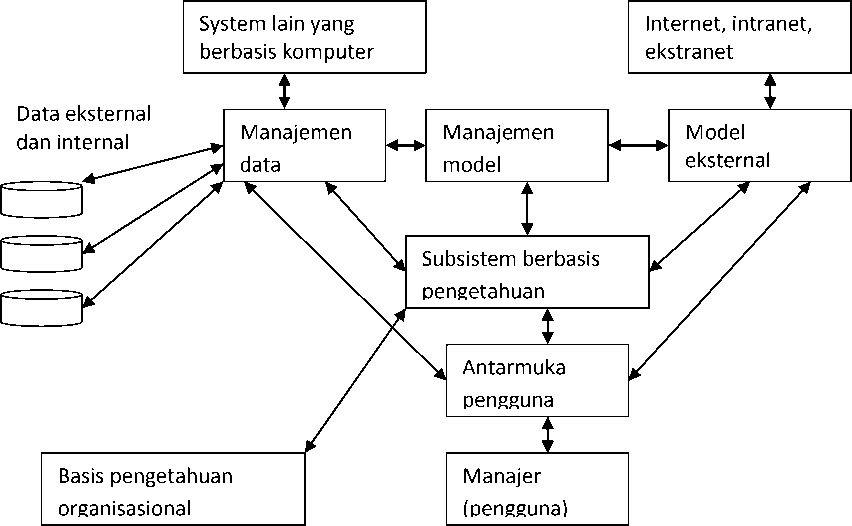 System lain yang
berbasis komputer
Internet, intranet,
ekstranet
Data eksternal
dan internal
Manajemen
data
Manajemen
model
Model
eksternal
Subsistem berbasis
pengetahuan
Antarmuka
pengguna
Basis pengetahuan
organisasional
Manajer
(pengguna)